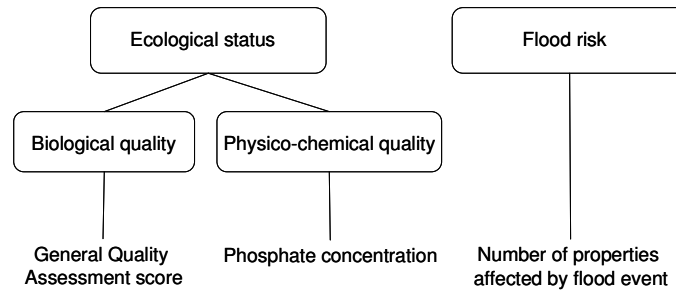 Ecological status
Flood risk
Biological quality
Physico-chemical quality
General Quality
Assessment score
Phosphate concentration
Number of properties
affected by flood event